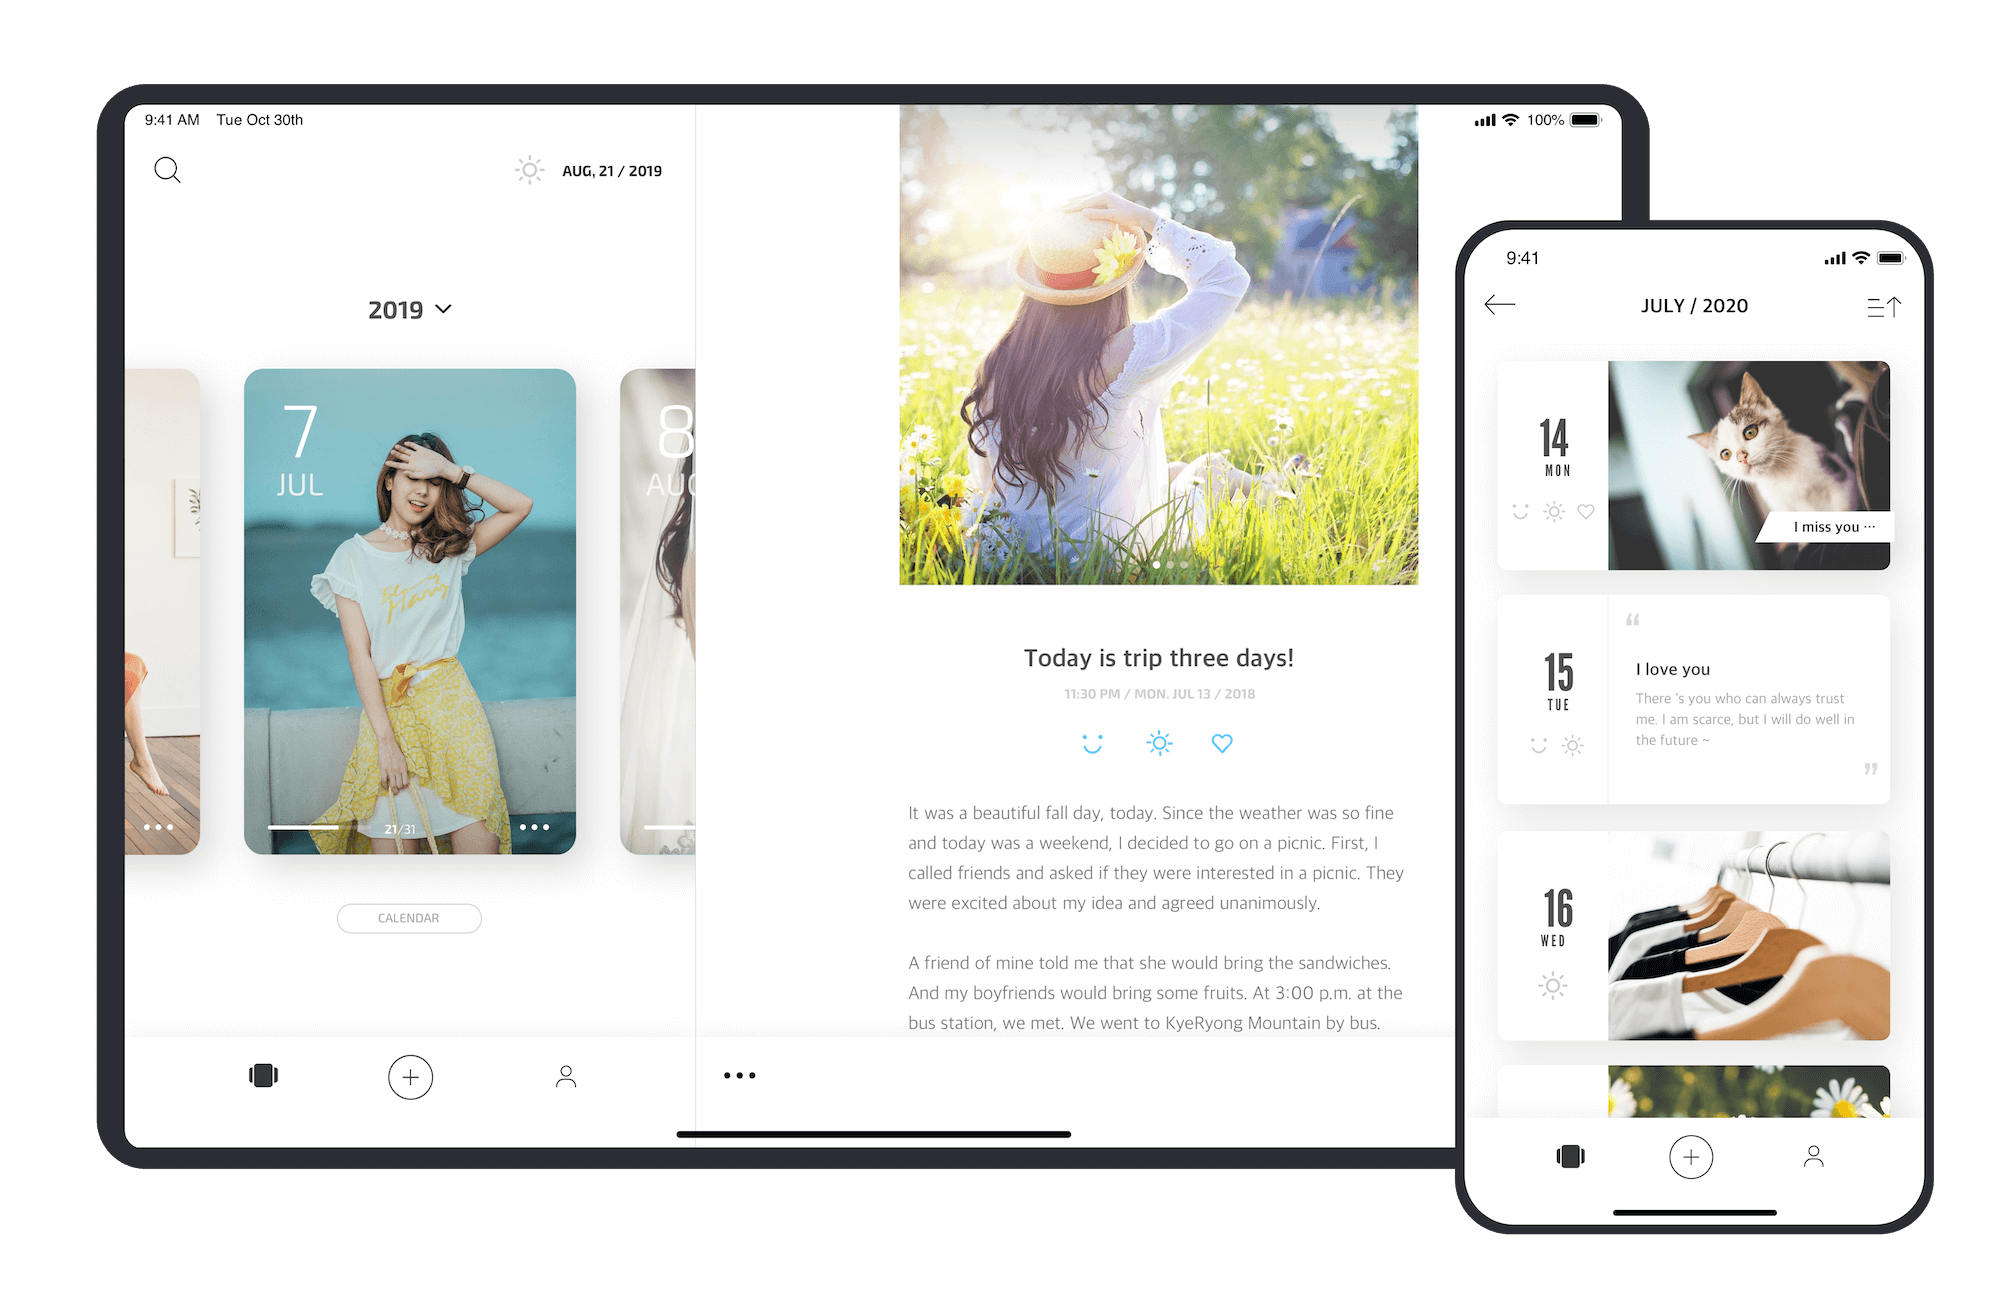 9:41 AM Tue Oct 30th
100%
AUG, 21 / 2019
2019
7
JUL
8
AUG
21/31
CALENDAR
Today is trip three days!
11:30 PM / MON. JUL 13 / 2018
It was a beautiful fall day, today. Since the weather was so fine
and today was a weekend, I decided to go on a picnic. First, I
called friends and asked if they were interested in a picnic. They
were excited about my idea and agreed unanimously.
A friend of mine told me that she would bring the sandwiches.
And my boyfriends would bring some fruits. At 3:00 p.m. at the
bus station, we met. We went to KyeRyong Mountain by bus.
9:41
JULY / 2020
14
MON
I miss you ···
15
TUE
“
I love you
There 's you who can always trust
me. I am scarce, but I will do well in
the future ~
”
16
WED